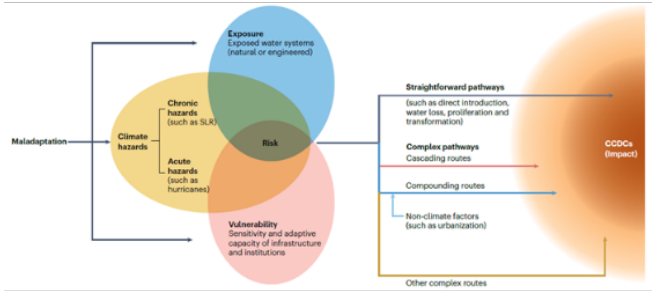 Exposure
Exposed water systems
(natural or engineered)
Chronic
hazards
(such as SLR)
Maladaptation
Climate
hazards
Risk
Acute
hazards
(such as
hurricanes)
Vulnerability
Sensitivity and adaptive
capacity of infrastructure
and institutions
Straightforward pathways
(such as direct introduction,
water loss, proliferation and
transformation)
Complex pathways
Cascading routes
Compounding routes
Non-climate factors
(such as urbanization)
Other complex routes
CCDCs
(Impact)